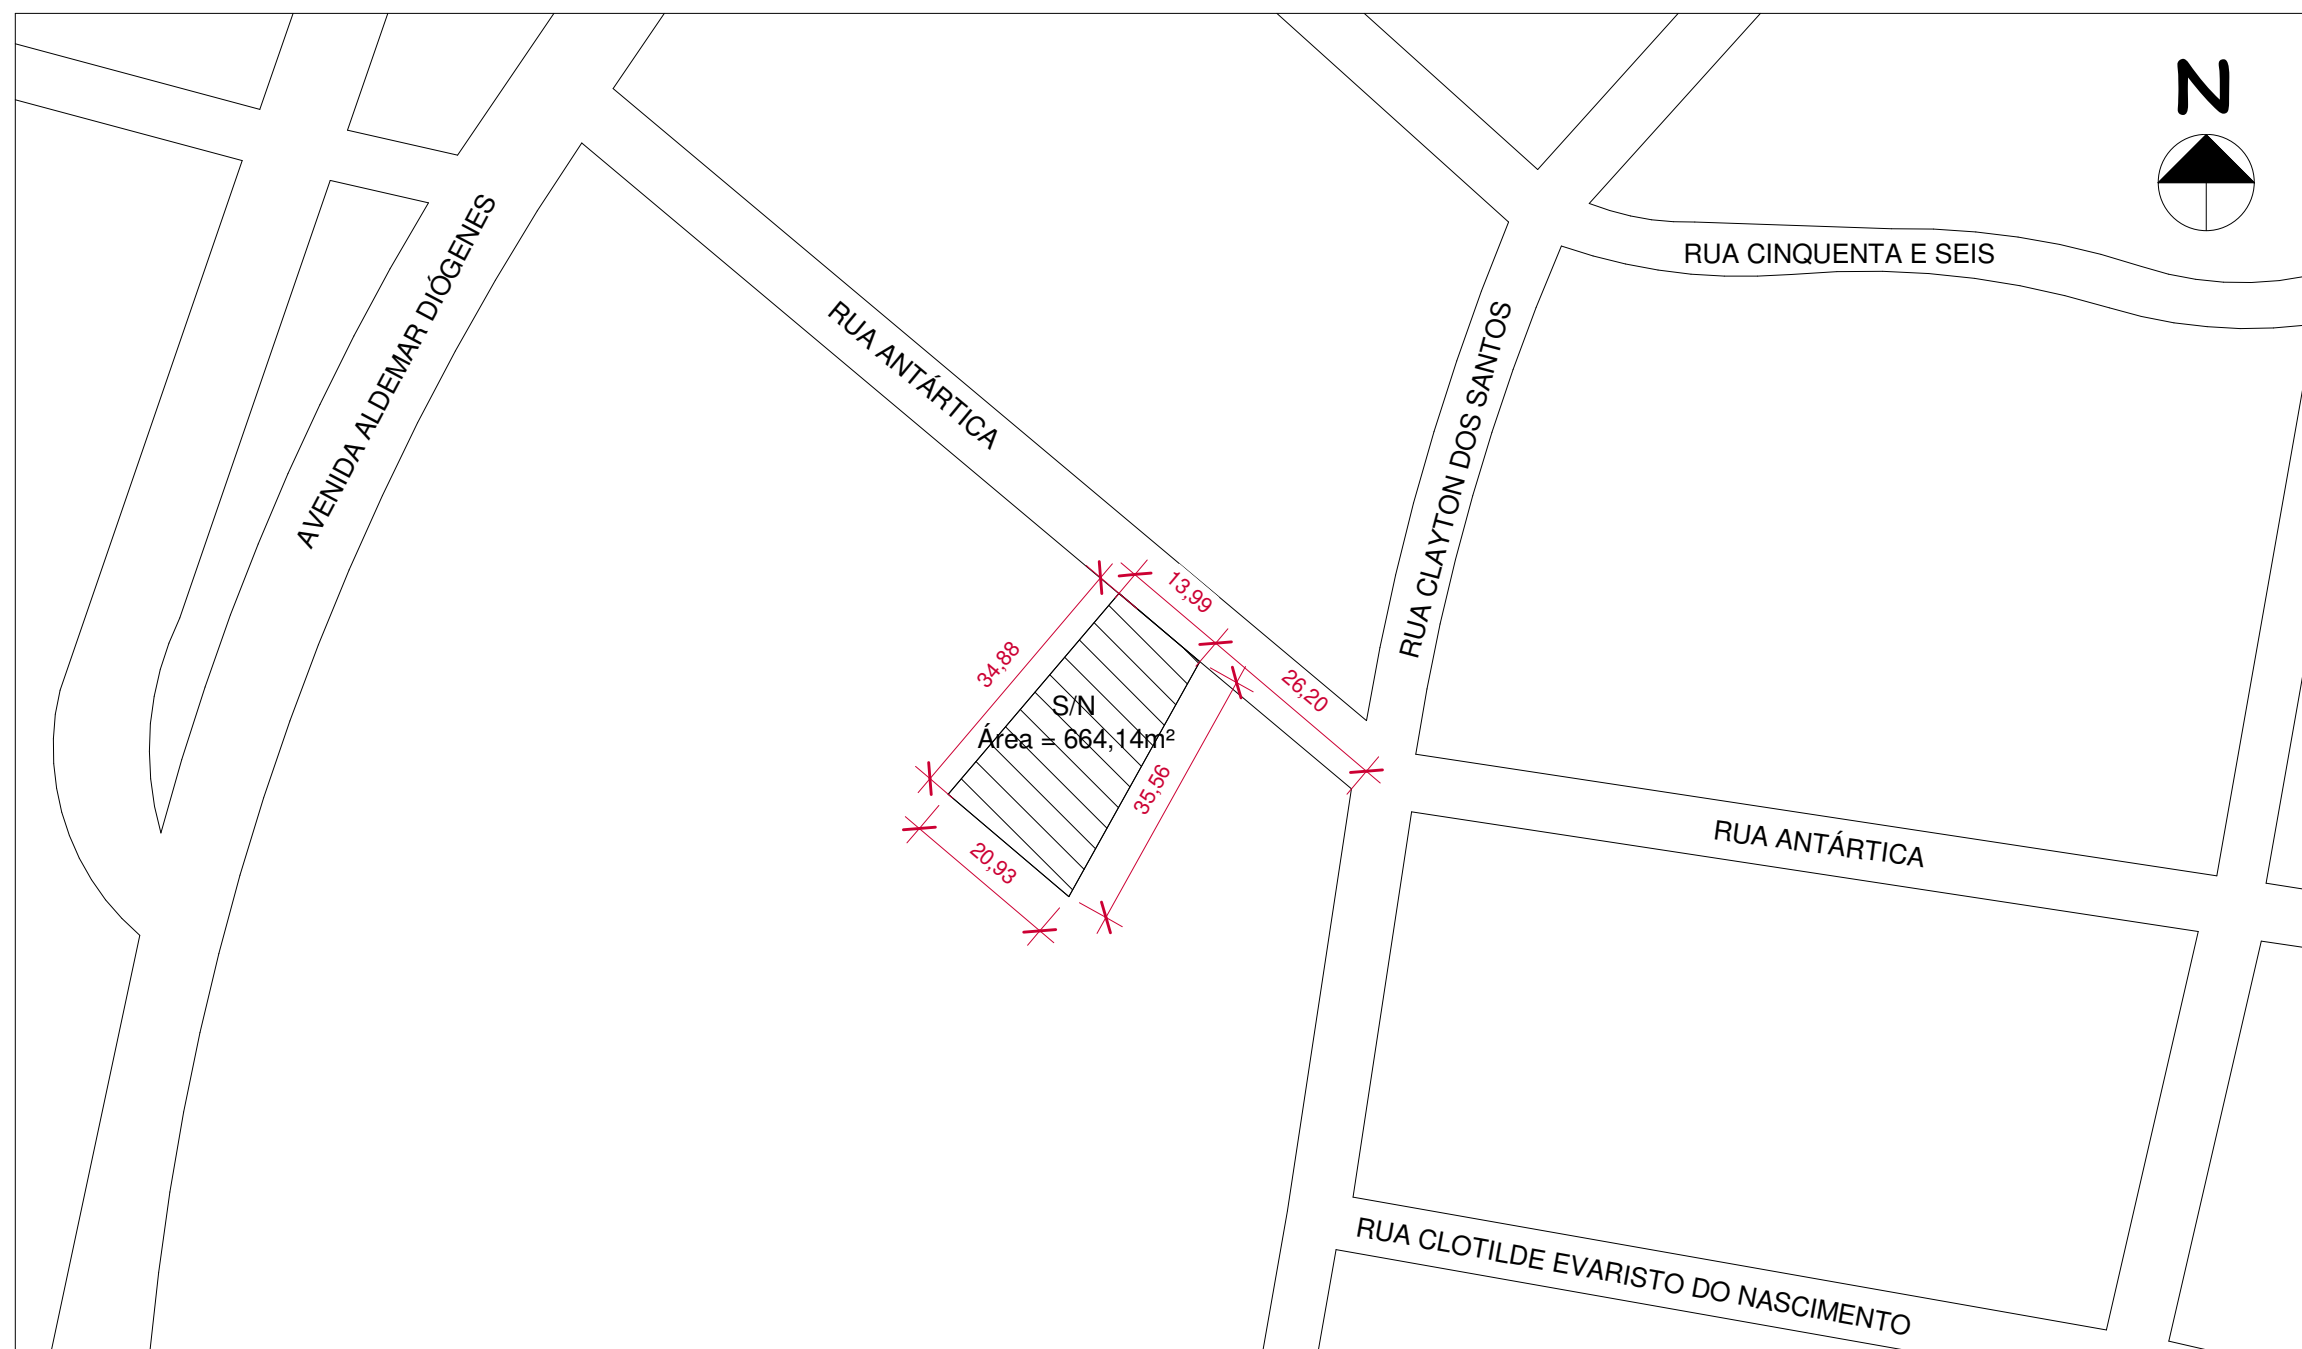 N
RUA CINQUENTA E SEIS
AVENIDA ALDEMAR DIÓGENES
RUA ANTÁRTICA
RUA CLAYTON DOS SANTOS
13,99
34,88
26,20
S/N
Área = 664,14m²
35,56
20,93
RUA ANTÁRTICA
RUA CLOTILDE EVARISTO DO NASCIMENTO